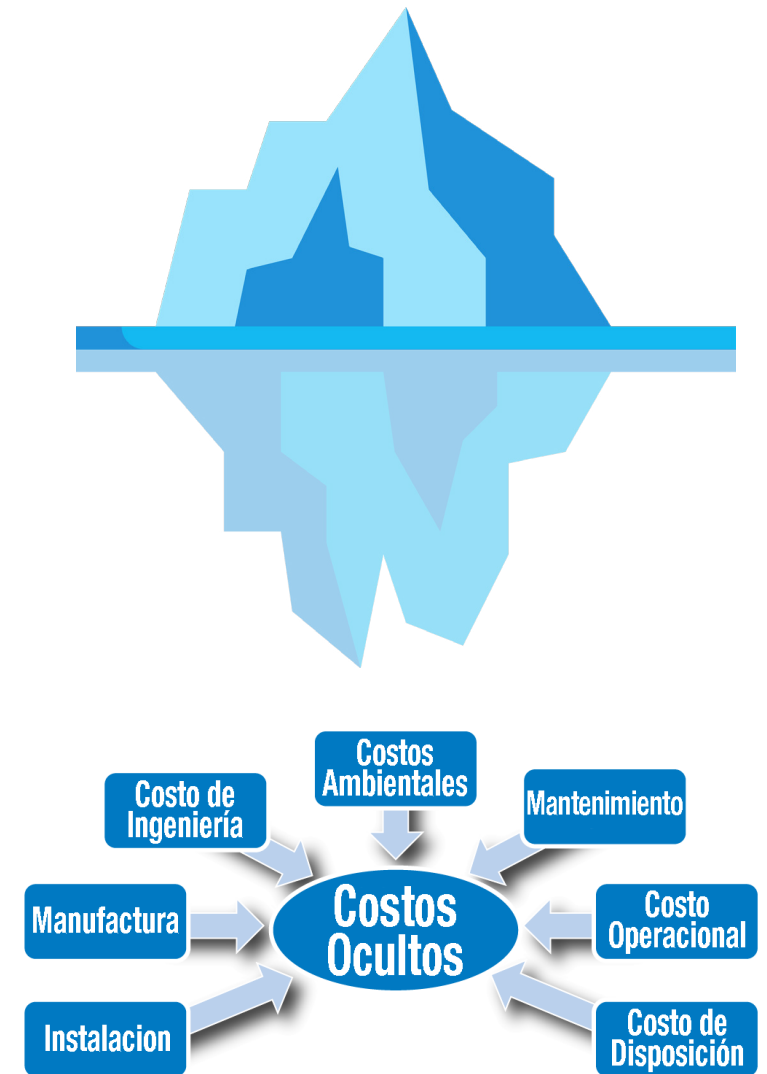 Costos
Ambientales
Costo de
Ingeniería
Mantenimiento
Manufactura
Costos
Ocultos
Costo
Operacional
Instalacion
Costo de
Disposición